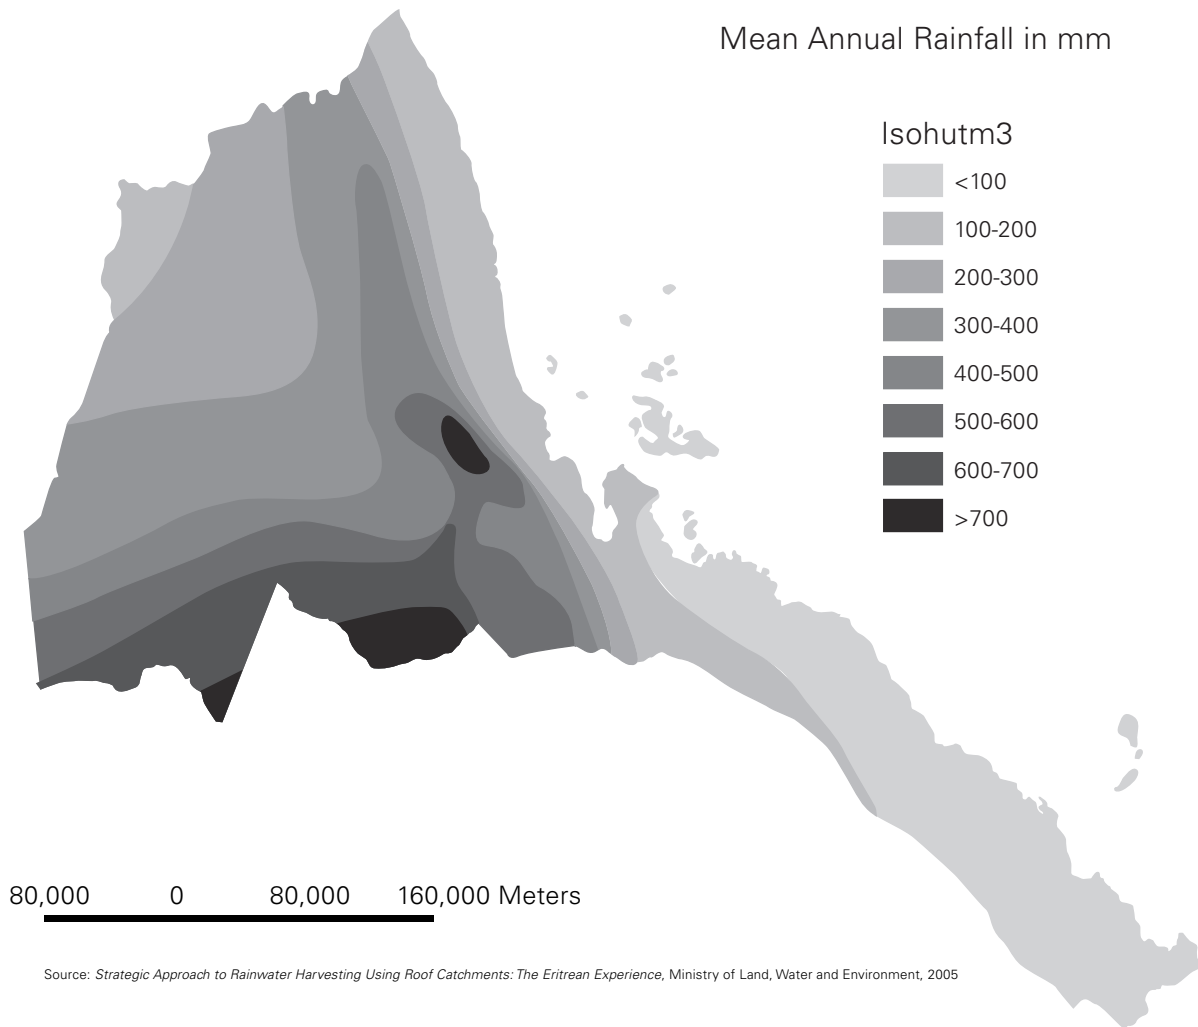 Mean Annual Rainfall in mm
Isohutm3
<100
100-200
200-300
300-400
400-500
500-600
600-700
>700
80,000 0 80,000 160,000 Meters
Source: Strategic Approach to Rainwater Harvesting Using Roof Catchments: The Eritrean Experience, Ministry of Land, Water and Environment, 2005